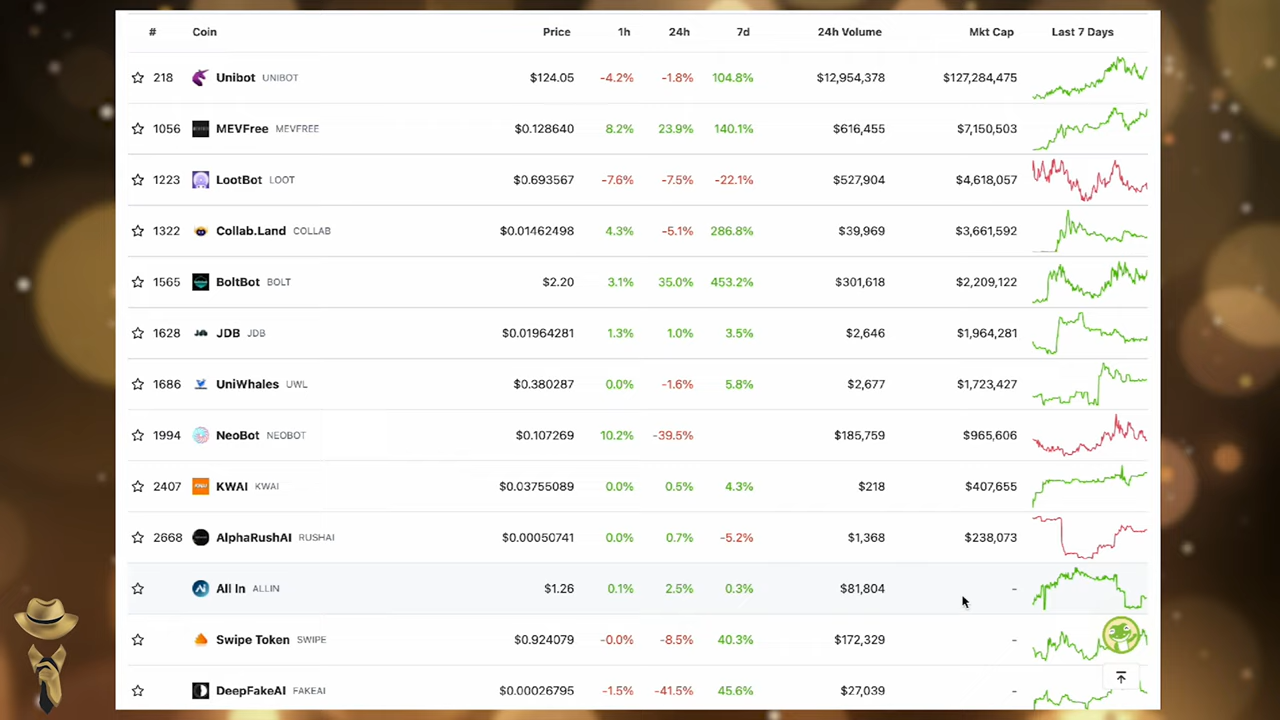 # Coin Price 1h 24h 7d 24h Volume Mkt Cap Last 7 Days
218 Unibot UNIBOT $124.05 -4.2% -1.8% 104.8% $12,954,378 $127,284,475
1056 MEVFree MEVFREE $0.128640 8.2% 23.9% 140.1% $616,455 $7,150,503
1223 LootBot LOOT $0.693567 -7.6% -7.5% -22.1% $527,904 $4,618,057
1322 Collab.Land COLLAB $0.01462498 4.3% -5.1% 286.8% $39,969 $3,661,592
1565 BoltBot BOLT $2.20 3.1% 35.0% 453.2% $301,618 $2,209,122
1628 JDB JDB $0.01964281 1.3% 1.0% 3.5% $2,646 $1,964,281
1686 UniWhales UWL $0.380287 0.0% -1.6% 5.8% $2,677 $1,723,427
1994 NeoBot NEOBOT $0.107269 10.2% -39.5% $185,759 $965,606
2407 KWAI KWAI $0.03755089 0.0% 0.5% 4.3% $218 $407,655
2668 AlphaRushAI RUSHAI $0.00050741 0.0% 0.7% -5.2% $1,368 $238,073
All In ALLIN $1.26 0.1% 2.5% 0.3% $81,804 -
Swipe Token SWIPE $0.924079 -0.0% -8.5% 40.3% $172,329 -
DeepFakeAI FAKEAI $0.00026795 -1.5% -41.5% 45.6% $27,039 -